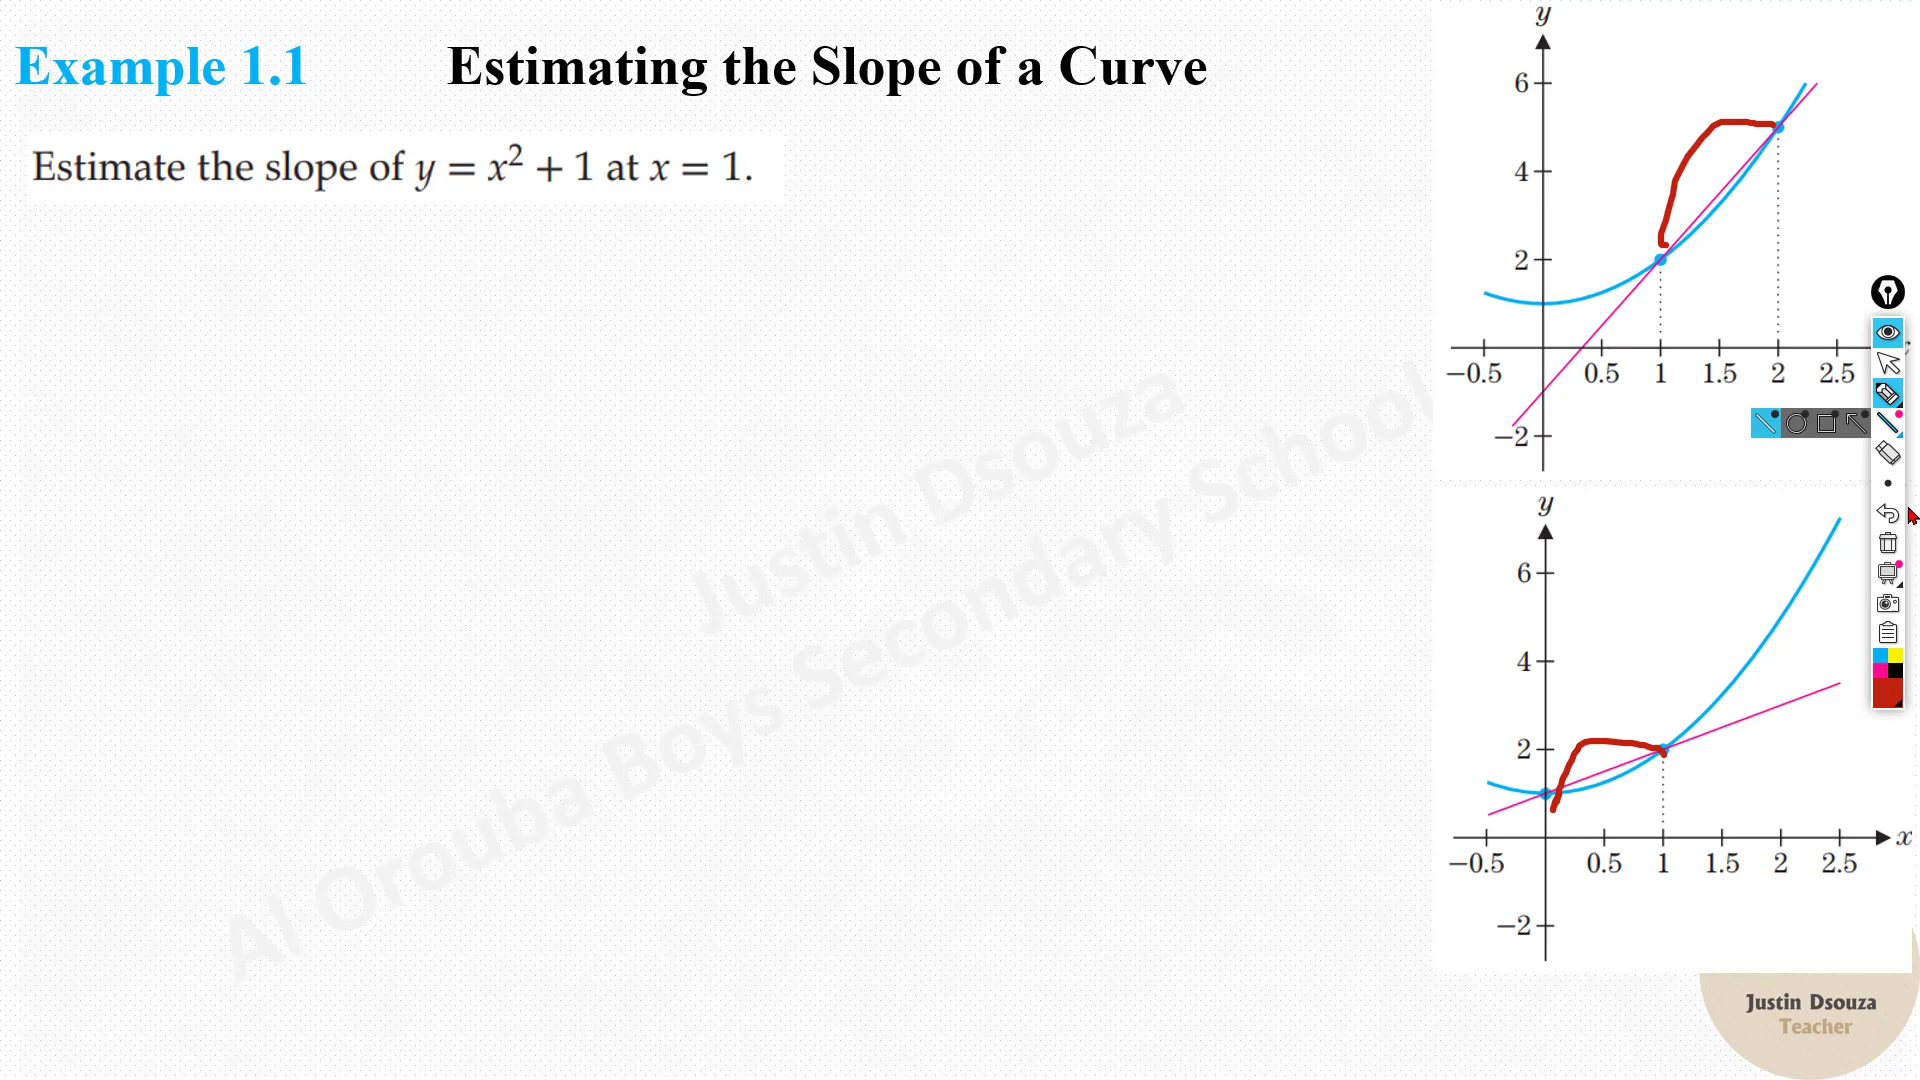 Example 1.1 Estimating the Slope of a Curve
Estimate the slope of y = x² + 1 at x = 1.
y
6
4
2
−0.5 0.5 1 1.5 2 2.5
−2
y
6
4
2
x
−0.5 0.5 1 1.5 2 2.5
−2
Justin Dsouza
Al Orouba Boys Secondary School
Justin Dsouza
Teacher